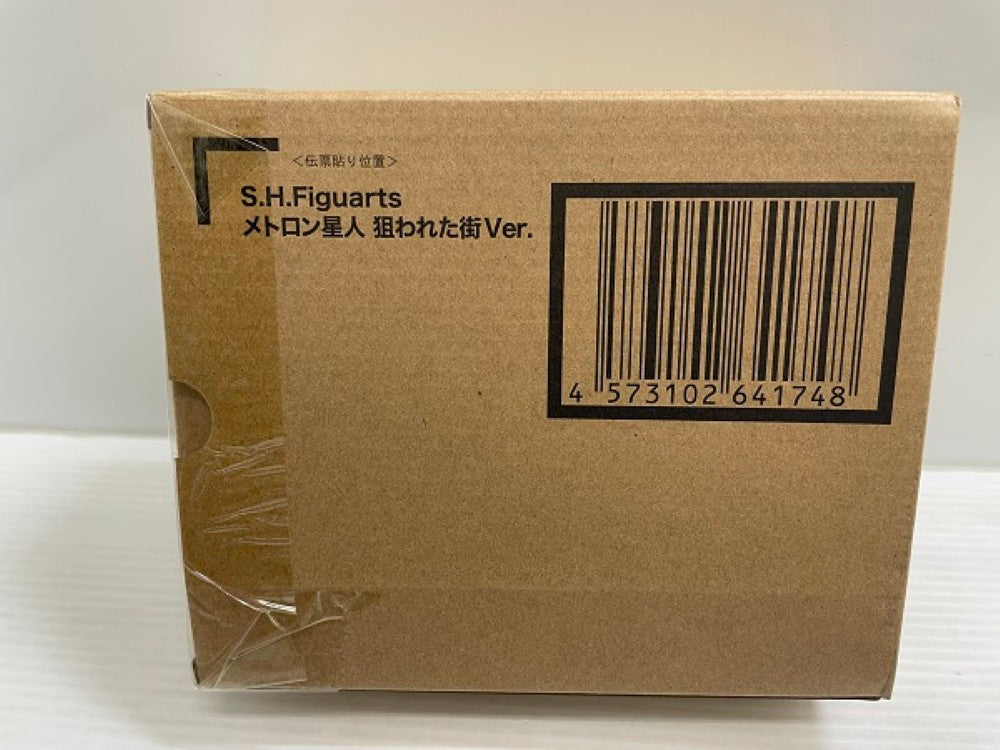 ＜伝票貼り位置＞
S.H.Figuarts
メトロン星人 狙われた街Ver.
4 573102 641748